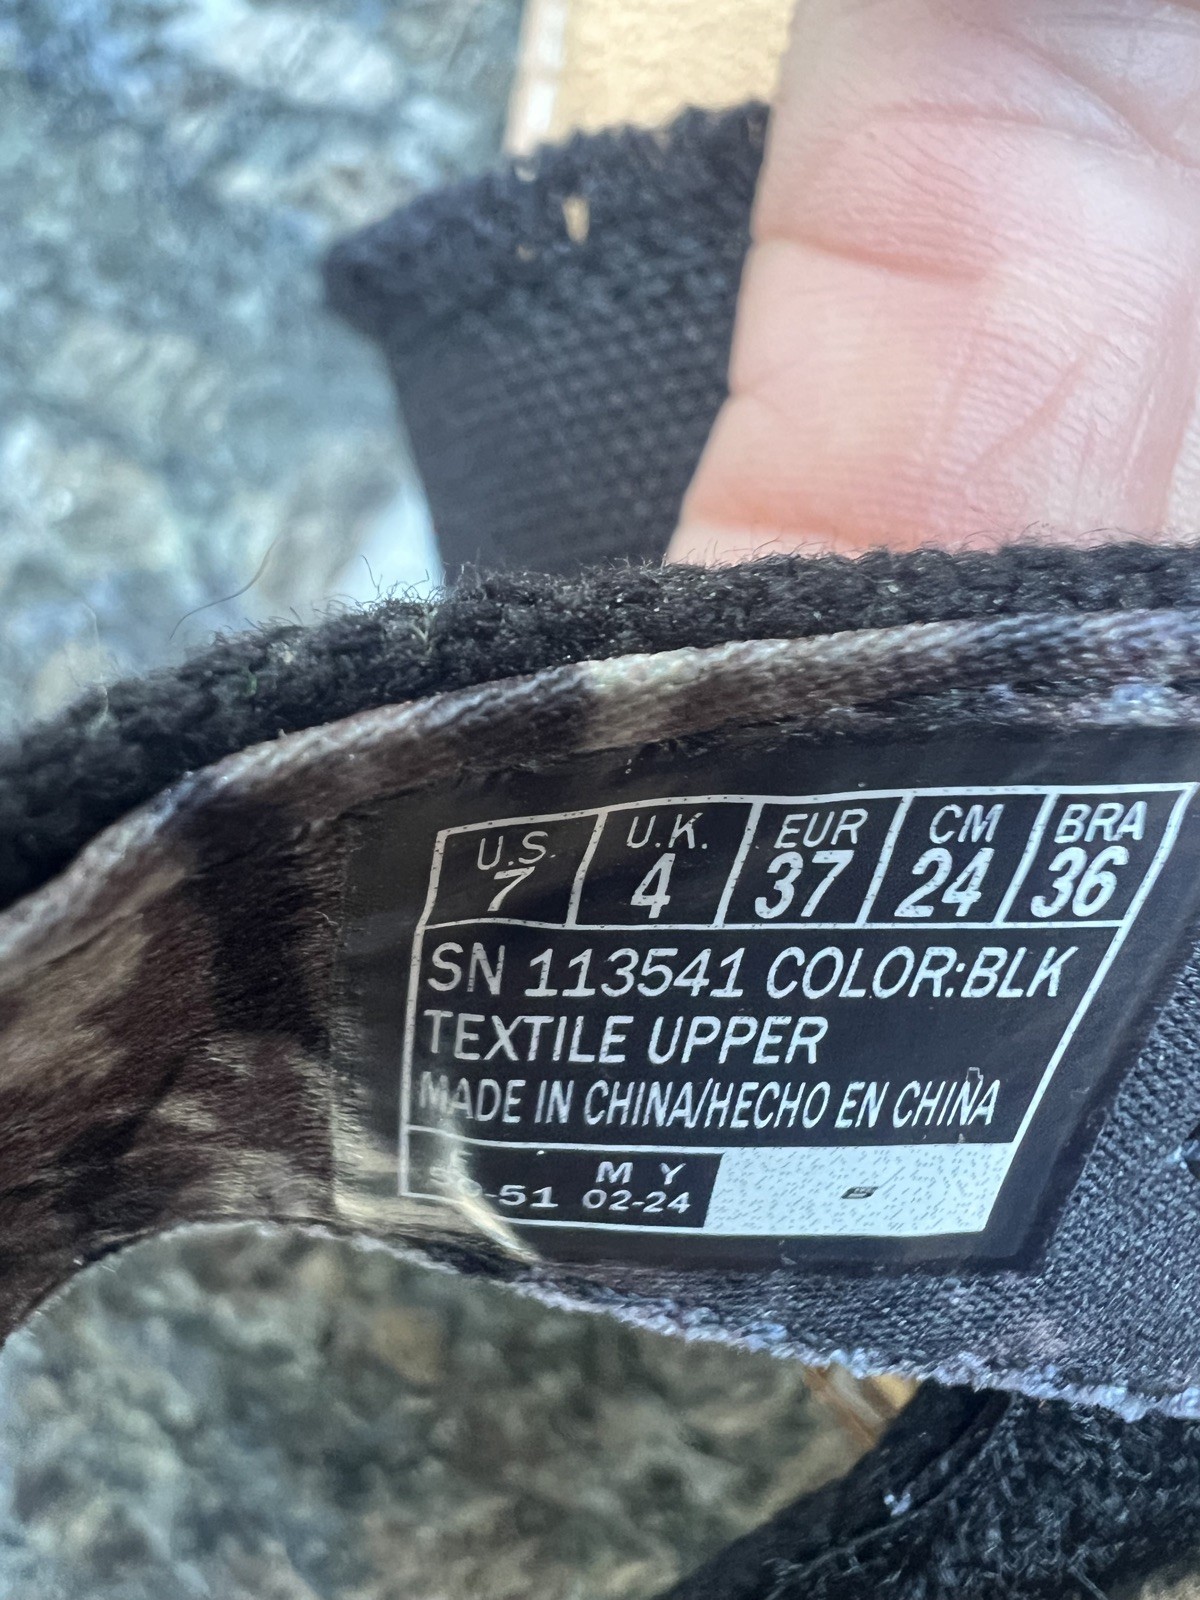 U.S. U.K. EUR CM BRA
7 4 37 24 36
SN 113541 COLOR:BLK
TEXTILE UPPER
MADE IN CHINA/HECHO EN CHINA
M Y
-51 02-24